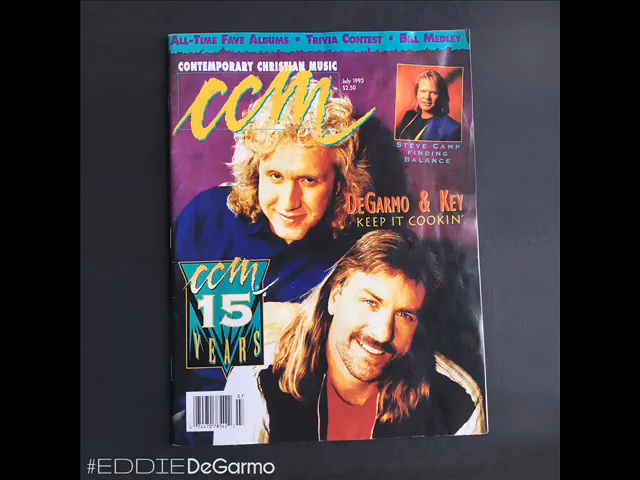 ALL-TIME FAVE ALBUMS • TRIVIA CONTEST • BILL MEDLEY
CONTEMPORARY CHRISTIAN MUSIC
ccm
July 1993
$2.50
STEVE CAMP
FINDING
BALANCE
DEGARMO & KEY
KEEP IT COOKIN'
ccm
15
YEARS
07
#EDDIEDeGarmo